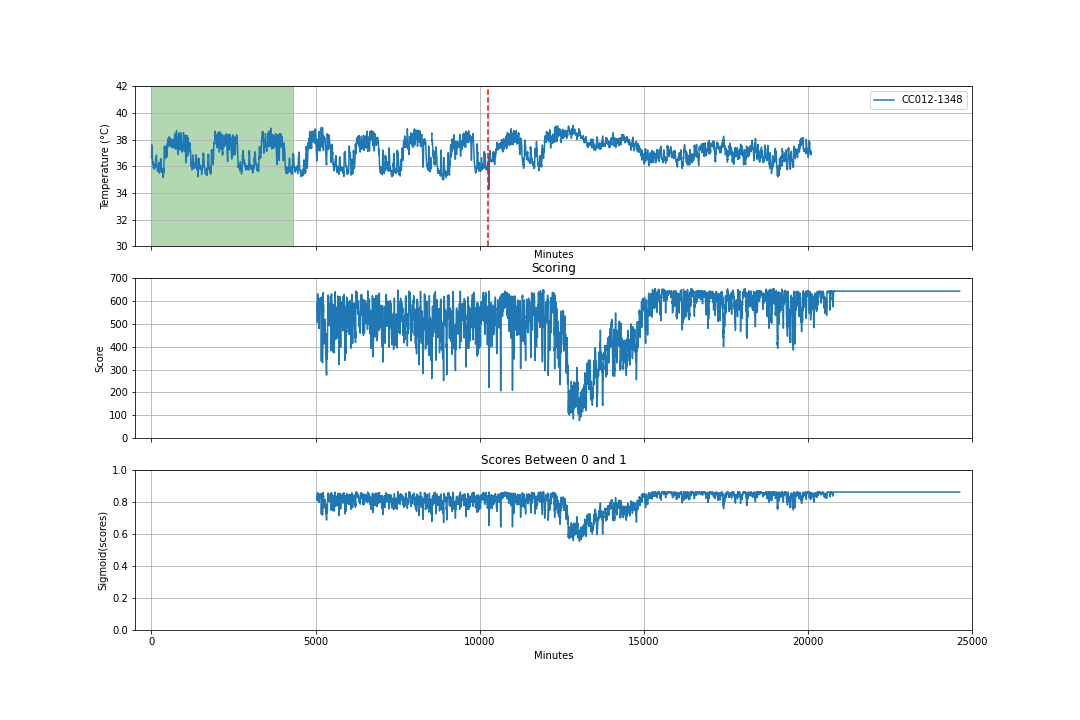 42
40
38
36
34
32
30
Temperature (°C)
CC012-1348
Minutes
Scoring
700
600
500
400
300
200
100
0
Score
Scores Between 0 and 1
1.0
0.8
0.6
0.4
0.2
0.0
Sigmoid(scores)
0 5000 10000 15000 20000 25000
Minutes